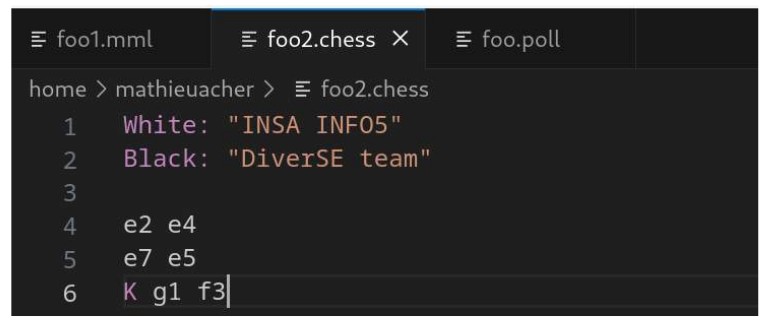 foo1.mml foo2.chess × foo.poll
home > mathieuacher > foo2.chess
1 White: "INSA INFO5"
2 Black: "DiverSE team"
3
4 e2 e4
5 e7 e5
6 K g1 f3